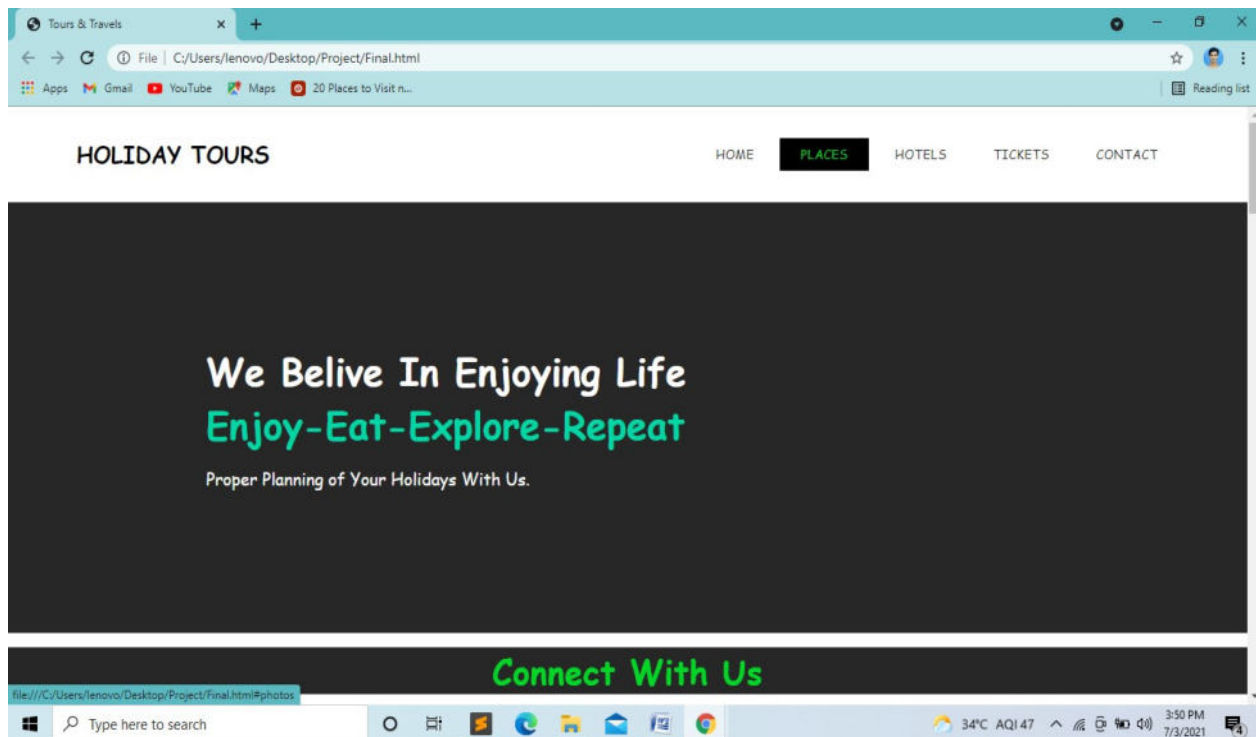 Tours & Travels
File | C:/Users/lenovo/Desktop/Project/Final.html
Apps Gmail YouTube Maps 20 Places to Visit n... Reading list
HOLIDAY TOURS HOME PLACES HOTELS TICKETS CONTACT
We Belive In Enjoying Life
Enjoy-Eat-Explore-Repeat
Proper Planning of Your Holidays With Us.
Connect With Us
file:///C:/Users/lenovo/Desktop/Project/Final.html#photos
Type here to search 34°C AQI 47 3:50 PM
7/3/2021 4